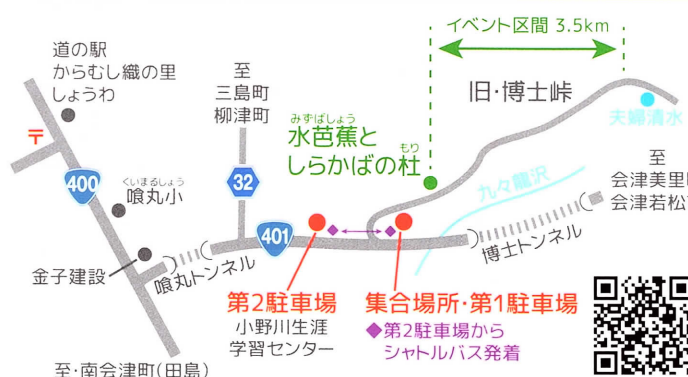 イベント区間 3.5km
道の駅
からむし織の里
しょうわ
至
三島町
柳津町
旧・博士峠
みずばしょう
水芭蕉と
もり
しらかばの杜
夫婦清水
〒
400
32
401
くいまるしょう
喰丸小
九々龍沢
至
会津美里町
会津若松
金子建設
喰丸トンネル
博士トンネル
第2駐車場
小野川生涯
学習センター
集合場所・第1駐車場
◆第2駐車場から
シャトルバス発着
至・南会津町(田島)